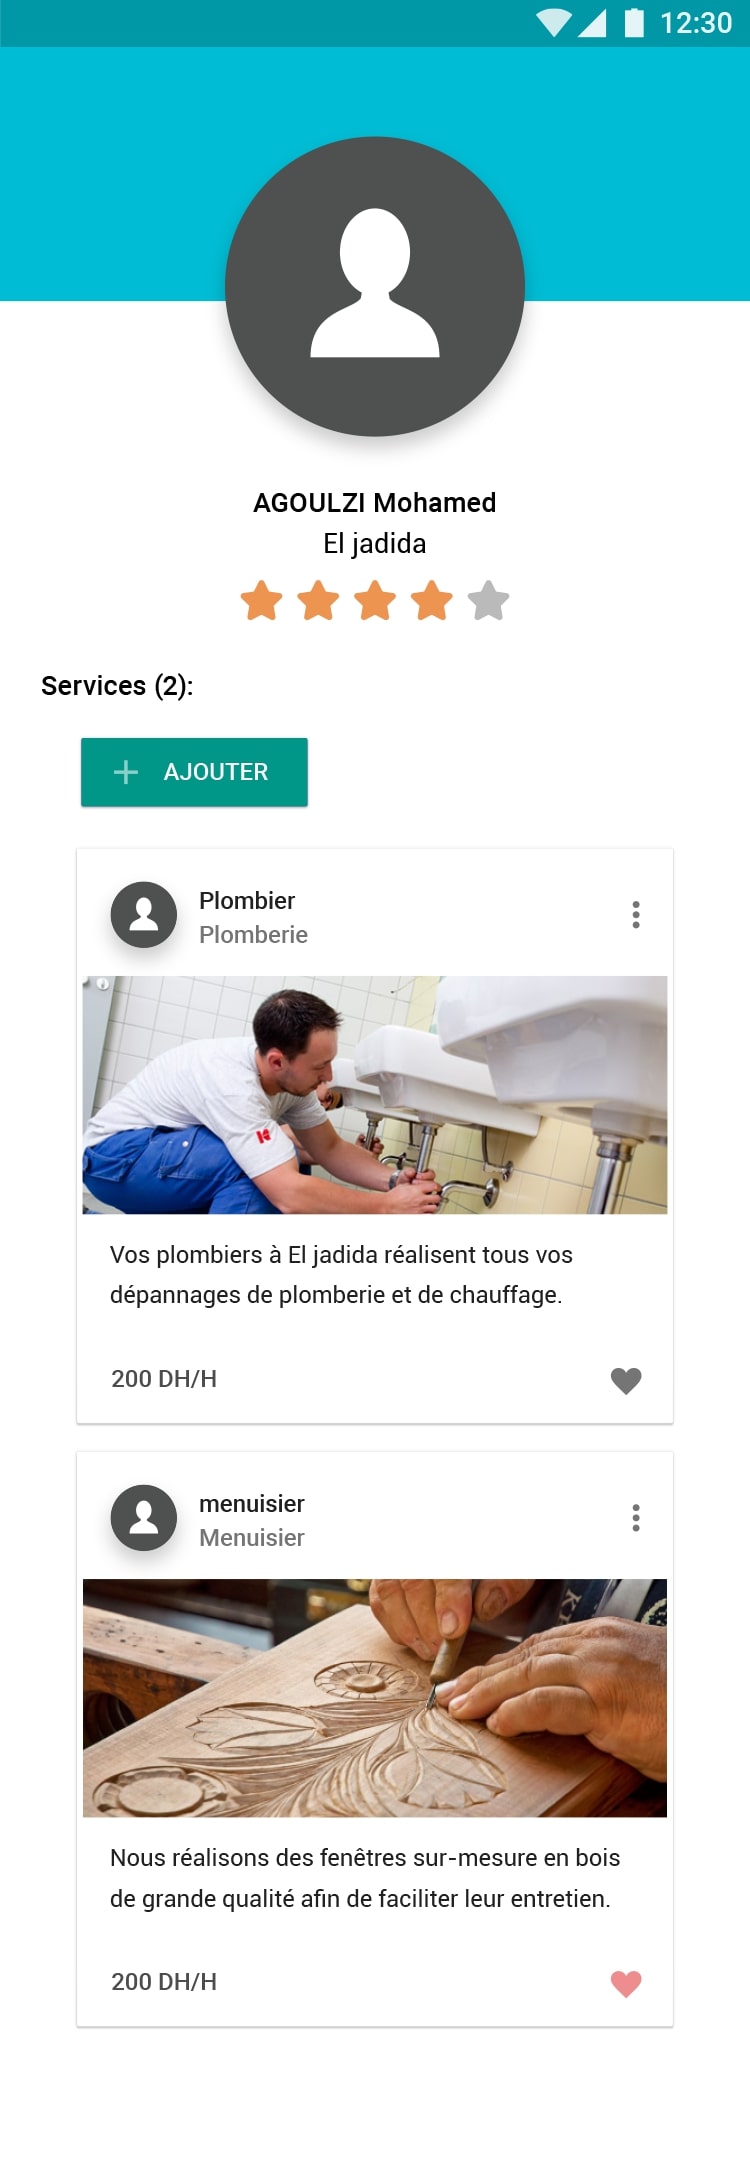 12:30
AGOULZI Mohamed
El jadida
Services (2):
+ AJOUTER
Plombier
Plomberie
Vos plombiers à El jadida réalisent tous vos
dépannages de plomberie et de chauffage.
200 DH/H
menuisier
Menuisier
Nous réalisons des fenêtres sur-mesure en bois
de grande qualité afin de faciliter leur entretien.
200 DH/H